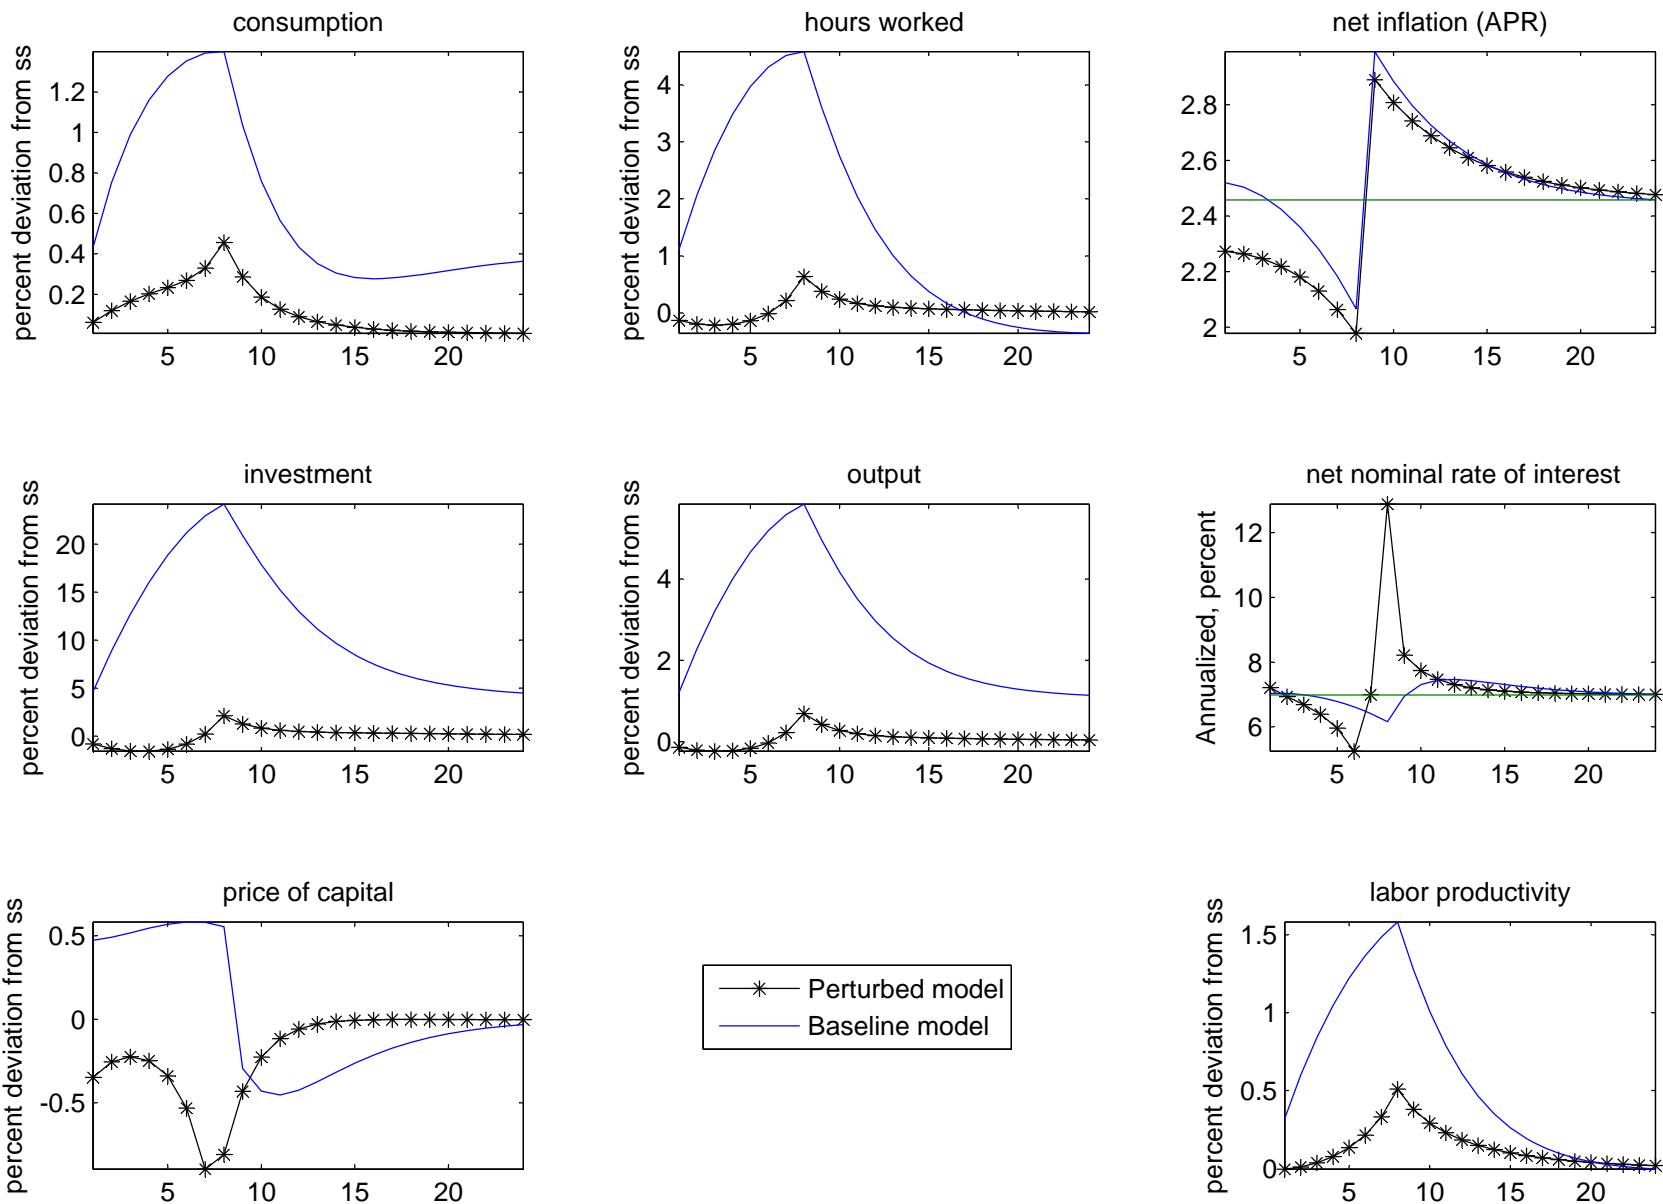 consumption
percent deviation from ss
1.2
1
0.8
0.6
0.4
0.2
5 10 15 20
hours worked
percent deviation from ss
4
3
2
1
0
5 10 15 20
net inflation (APR)
2.8
2.6
2.4
2.2
2
5 10 15 20
investment
percent deviation from ss
20
15
10
5
0
5 10 15 20
output
percent deviation from ss
4
2
0
5 10 15 20
net nominal rate of interest
Annualized, percent
12
10
8
6
5 10 15 20
price of capital
percent deviation from ss
0.5
0
-0.5
5 10 15 20
Perturbed model
Baseline model
labor productivity
percent deviation from ss
1.5
1
0.5
0
5 10 15 20